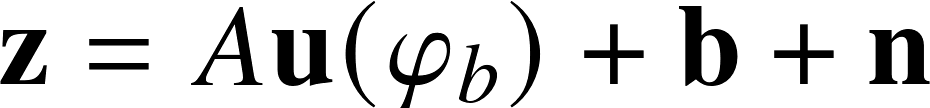 𝐳 = A𝐮(φ_b) + 𝐛 + 𝐧